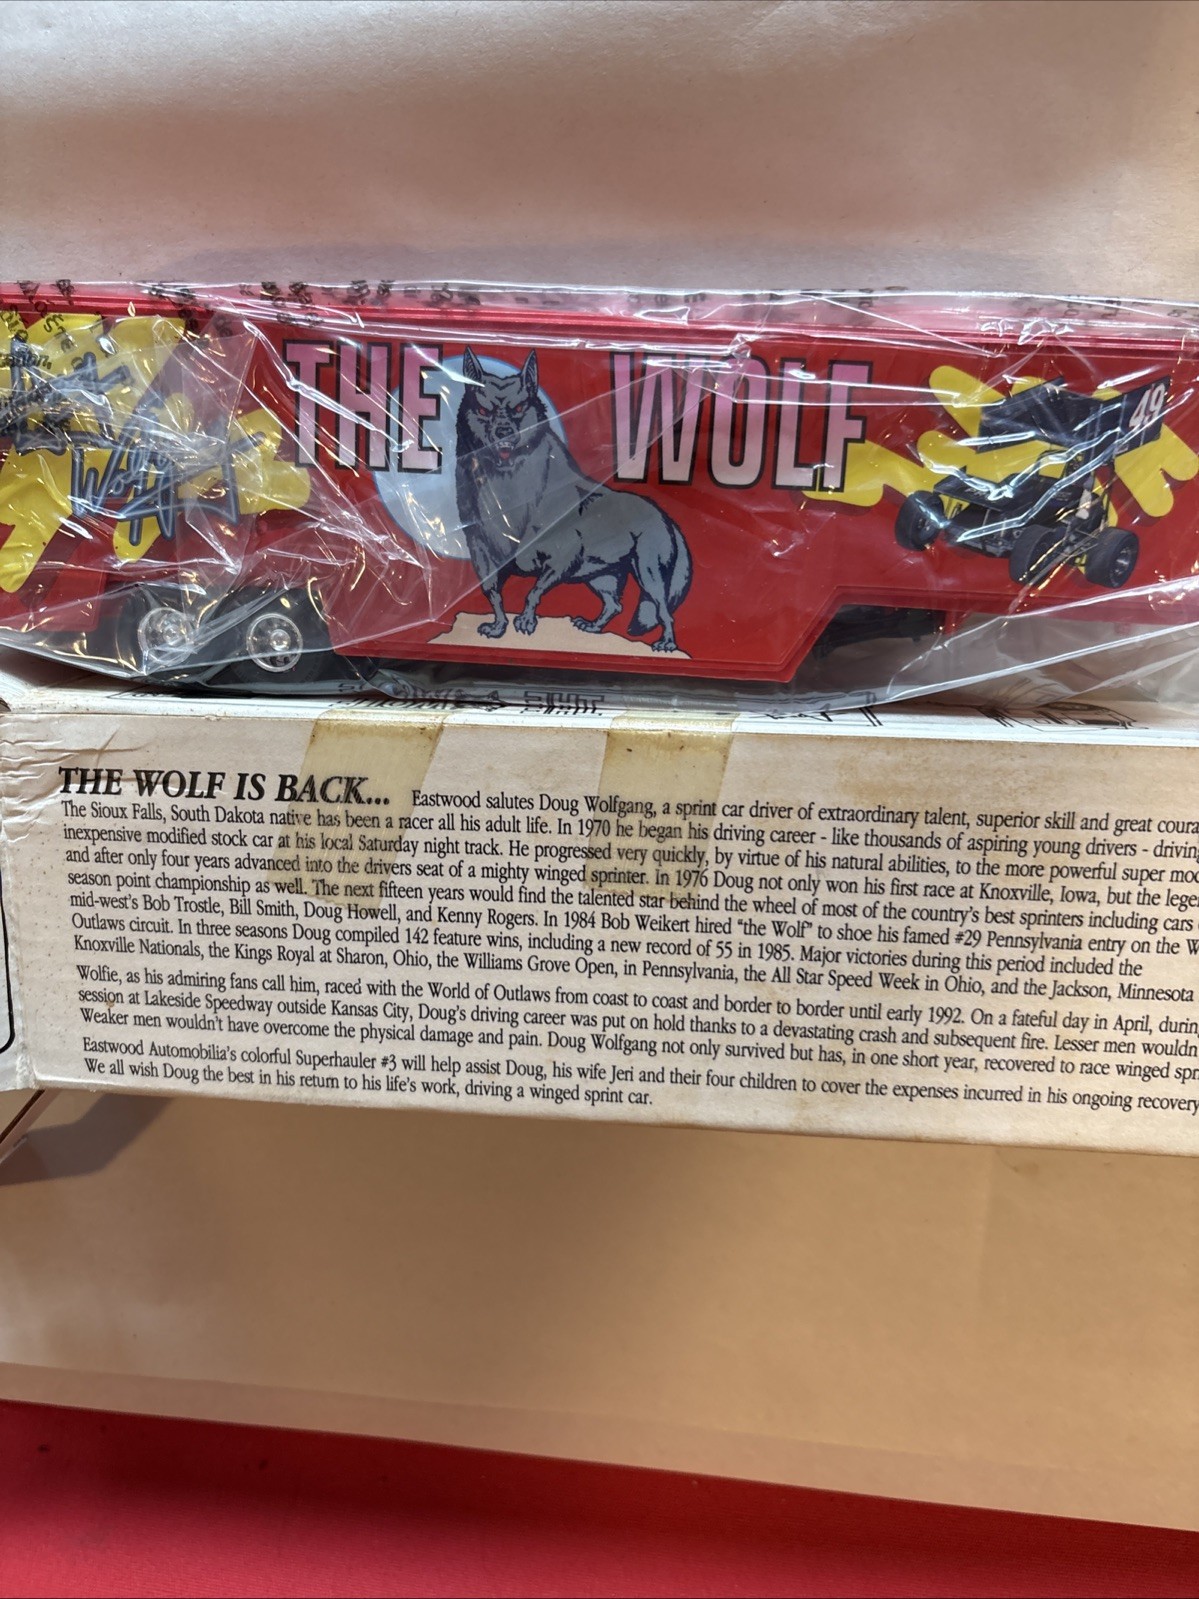 THE WOLF
49
THE WOLF IS BACK... Eastwood salutes Doug Wolfgang, a sprint car driver of extraordinary talent, superior skill and great coura
The Sioux Falls, South Dakota native has been a racer all his adult life. In 1970 he began his driving career - like thousands of aspiring young drivers - drivin
inexpensive modified stock car at his local Saturday night track. He progressed very quickly, by virtue of his natural abilities, to the more powerful super mo
and after only four years advanced into the drivers seat of a mighty winged sprinter. In 1976 Doug not only won his first race at Knoxville, Iowa, but the lege
season point championship as well. The next fifteen years would find the talented star behind the wheel of most of the country's best sprinters including cars
mid-west's Bob Trostle, Bill Smith, Doug Howell, and Kenny Rogers. In 1984 Bob Weikert hired "the Wolf" to shoe his famed #29 Pennsylvania entry on the W
Outlaws circuit. In three seasons Doug compiled 142 feature wins, including a new record of 55 in 1985. Major victories during this period included the
Knoxville Nationals, the Kings Royal at Sharon, Ohio, the Williams Grove Open, in Pennsylvania, the All Star Speed Week in Ohio, and the Jackson, Minnesota
Wolfie, as his admiring fans call him, raced with the World of Outlaws from coast to coast and border to border until early 1992. On a fateful day in April, durin
session at Lakeside Speedway outside Kansas City, Doug's driving career was put on hold thanks to a devastating crash and subsequent fire. Lesser men wouldn
Weaker men wouldn't have overcome the physical damage and pain. Doug Wolfgang not only survived but has, in one short year, recovered to race winged spr
Eastwood Automobilia's colorful Superhauler #3 will help assist Doug, his wife Jeri and their four children to cover the expenses incurred in his ongoing recovery
We all wish Doug the best in his return to his life's work, driving a winged sprint car.